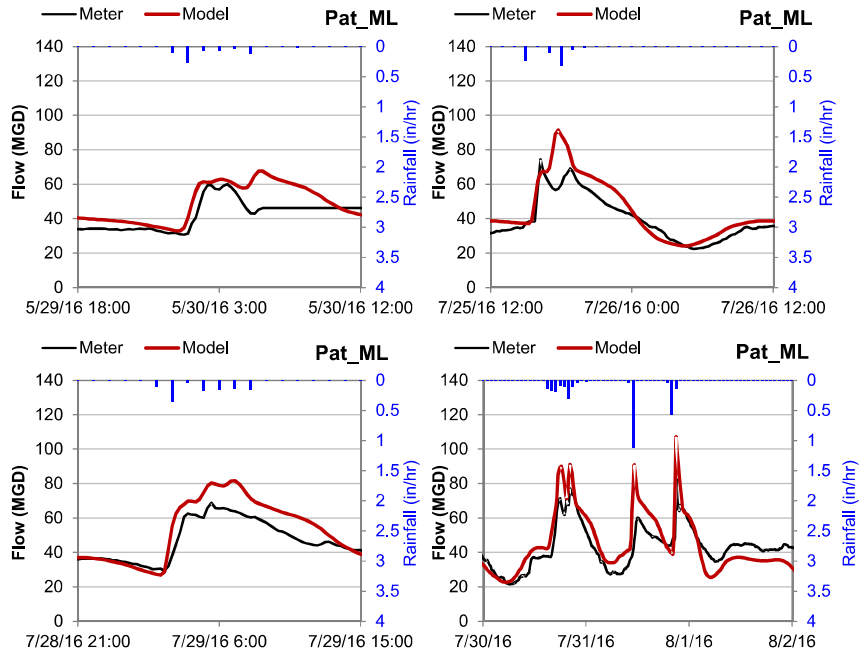 Meter Model Pat_ML
140 0
120 0.5
100 1
80 1.5
60 2
40 2.5
20 3
0 3.5
4
Flow (MGD)
Rainfall (in/hr)
5/29/16 18:00 5/30/16 3:00 5/30/16 12:00
Meter Model Pat_ML
140 0
120 0.5
100 1
80 1.5
60 2
40 2.5
20 3
0 3.5
4
Flow (MGD)
Rainfall (in/hr)
7/25/16 12:00 7/26/16 0:00 7/26/16 12:00
Meter Model Pat_ML
140 0
120 0.5
100 1
80 1.5
60 2
40 2.5
20 3
0 3.5
4
Flow (MGD)
Rainfall (in/hr)
7/28/16 21:00 7/29/16 6:00 7/29/16 15:00
Meter Model Pat_ML
140 0
120 0.5
100 1
80 1.5
60 2
40 2.5
20 3
0 3.5
4
Flow (MGD)
Rainfall (in/hr)
7/30/16 7/31/16 8/1/16 8/2/16